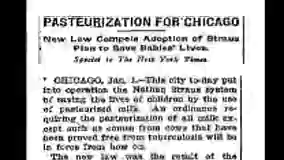 PASTEURIZATION FOR CHICAGO
New Law Compels Adoption of Straus
Plan to Save Babies' Lives.
Special to The New York Times.
CHICAGO, Jan. 1.—This city to-day put
into operation the Nathan Straus system
of saving the lives of children by the use
of pasteurized milk. An ordinance re-
quiring the pasteurization of all milk ex-
cept such as comes from cows that have
been proved free from tuberculosis will be
in force from now on.
The new law was the result of the